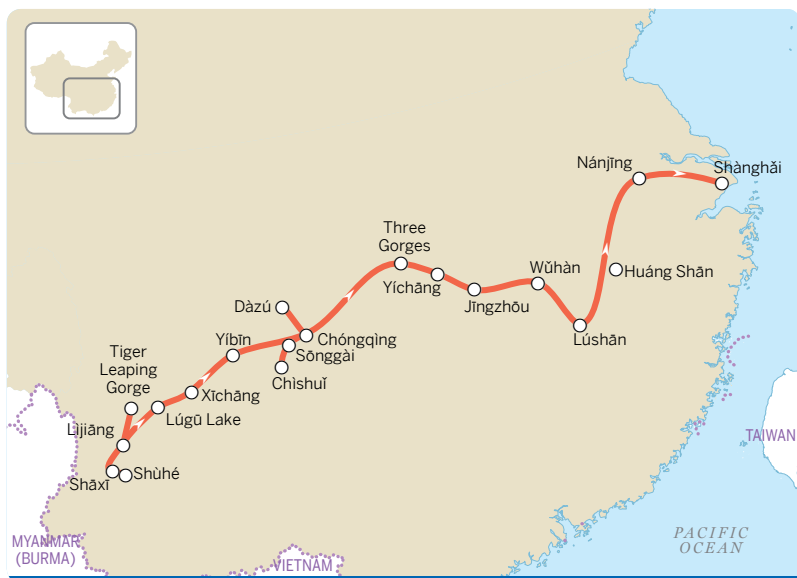 Nánjīng
Shànghǎi
Three
Gorges
Yíchāng
Jīngzhōu
Wǔhàn
Huáng Shān
Lúshān
Dàzú
Chóngqìng
Sōnggài
Chìshuǐ
Yíbīn
Tiger
Leaping
Gorge
Xīchāng
Lúgū Lake
Lìjiāng
Shāxī
Shùhé
TAIWAN
PACIFIC
OCEAN
MYANMAR
(BURMA)
VIETNAM